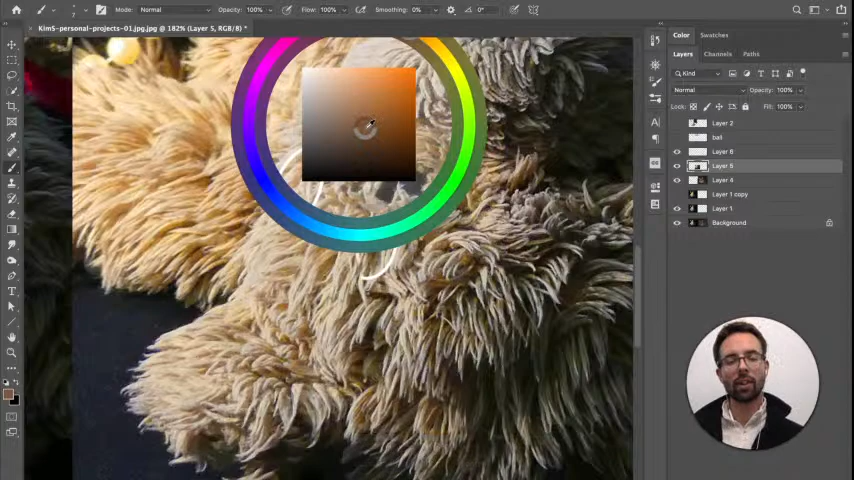 Mode: Normal Opacity: 100% Flow: 100% Smoothing: 0% 0°
KimS-personal-projects-01.jpg.jpg @ 182% (Layer 5, RGB/8*) *
Color Swatches
Layers Channels Paths
Kind
Normal Opacity: 100%
Lock: Fill: 100%
Layer 2
ball
Layer 6
Layer 5
Layer 4
Layer 1 copy
Layer 1
Background